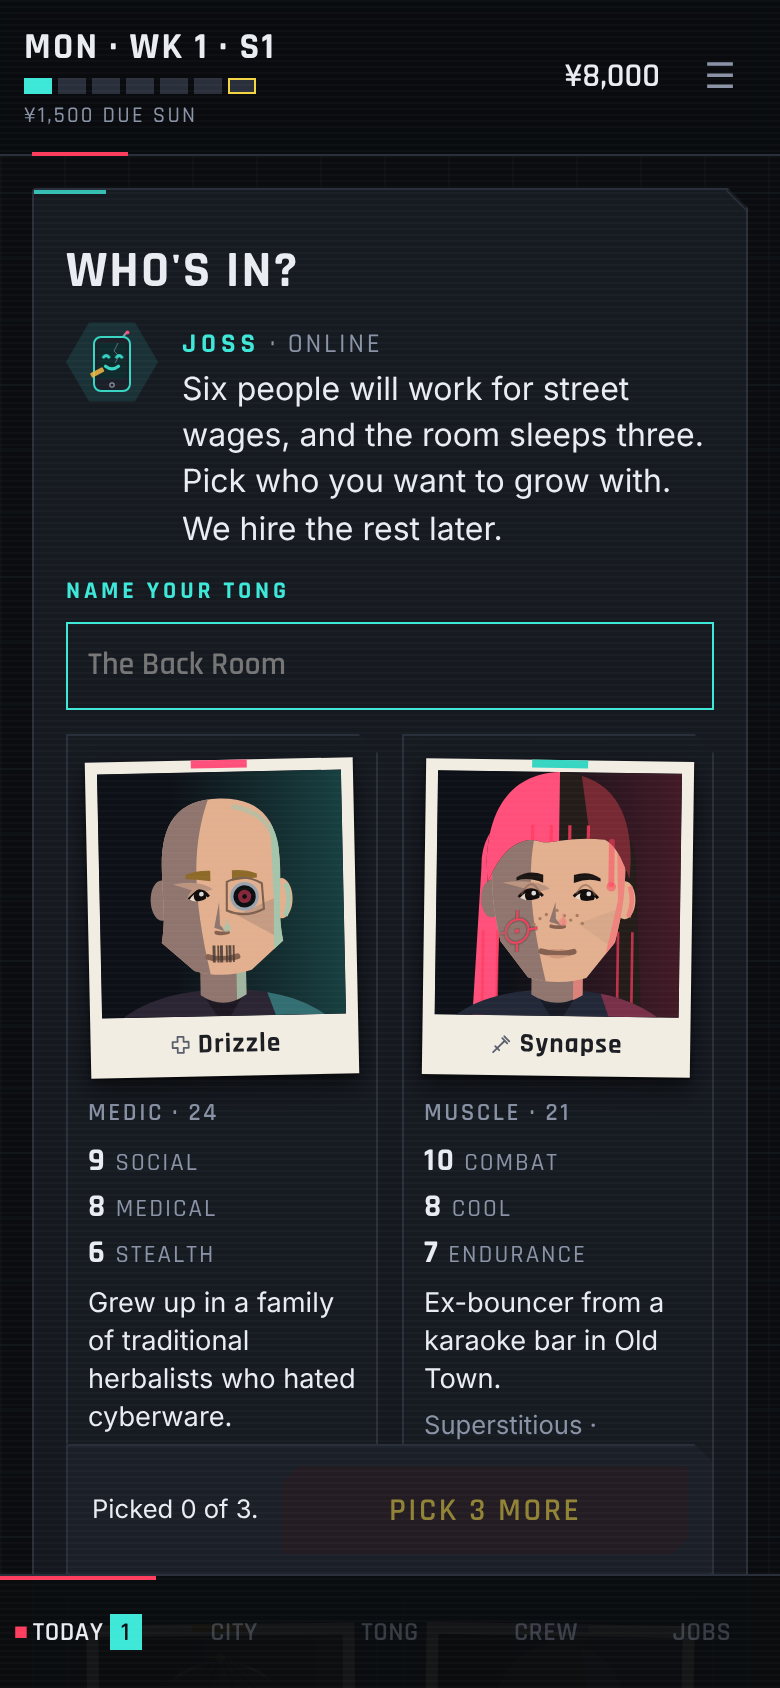 MON · WK 1 · S1
¥1,500 DUE SUN
¥8,000
WHO'S IN?
JOSS · ONLINE
Six people will work for street
wages, and the room sleeps three.
Pick who you want to grow with.
We hire the rest later.
NAME YOUR TONG
The Back Room
Drizzle
MEDIC · 24
9 SOCIAL
8 MEDICAL
6 STEALTH
Grew up in a family
of traditional
herbalists who hated
cyberware.
Synapse
MUSCLE · 21
10 COMBAT
8 COOL
7 ENDURANCE
Ex-bouncer from a
karaoke bar in Old
Town.
Superstitious ·
Picked 0 of 3.
PICK 3 MORE
TODAY 1
CITY
TONG
CREW
JOBS